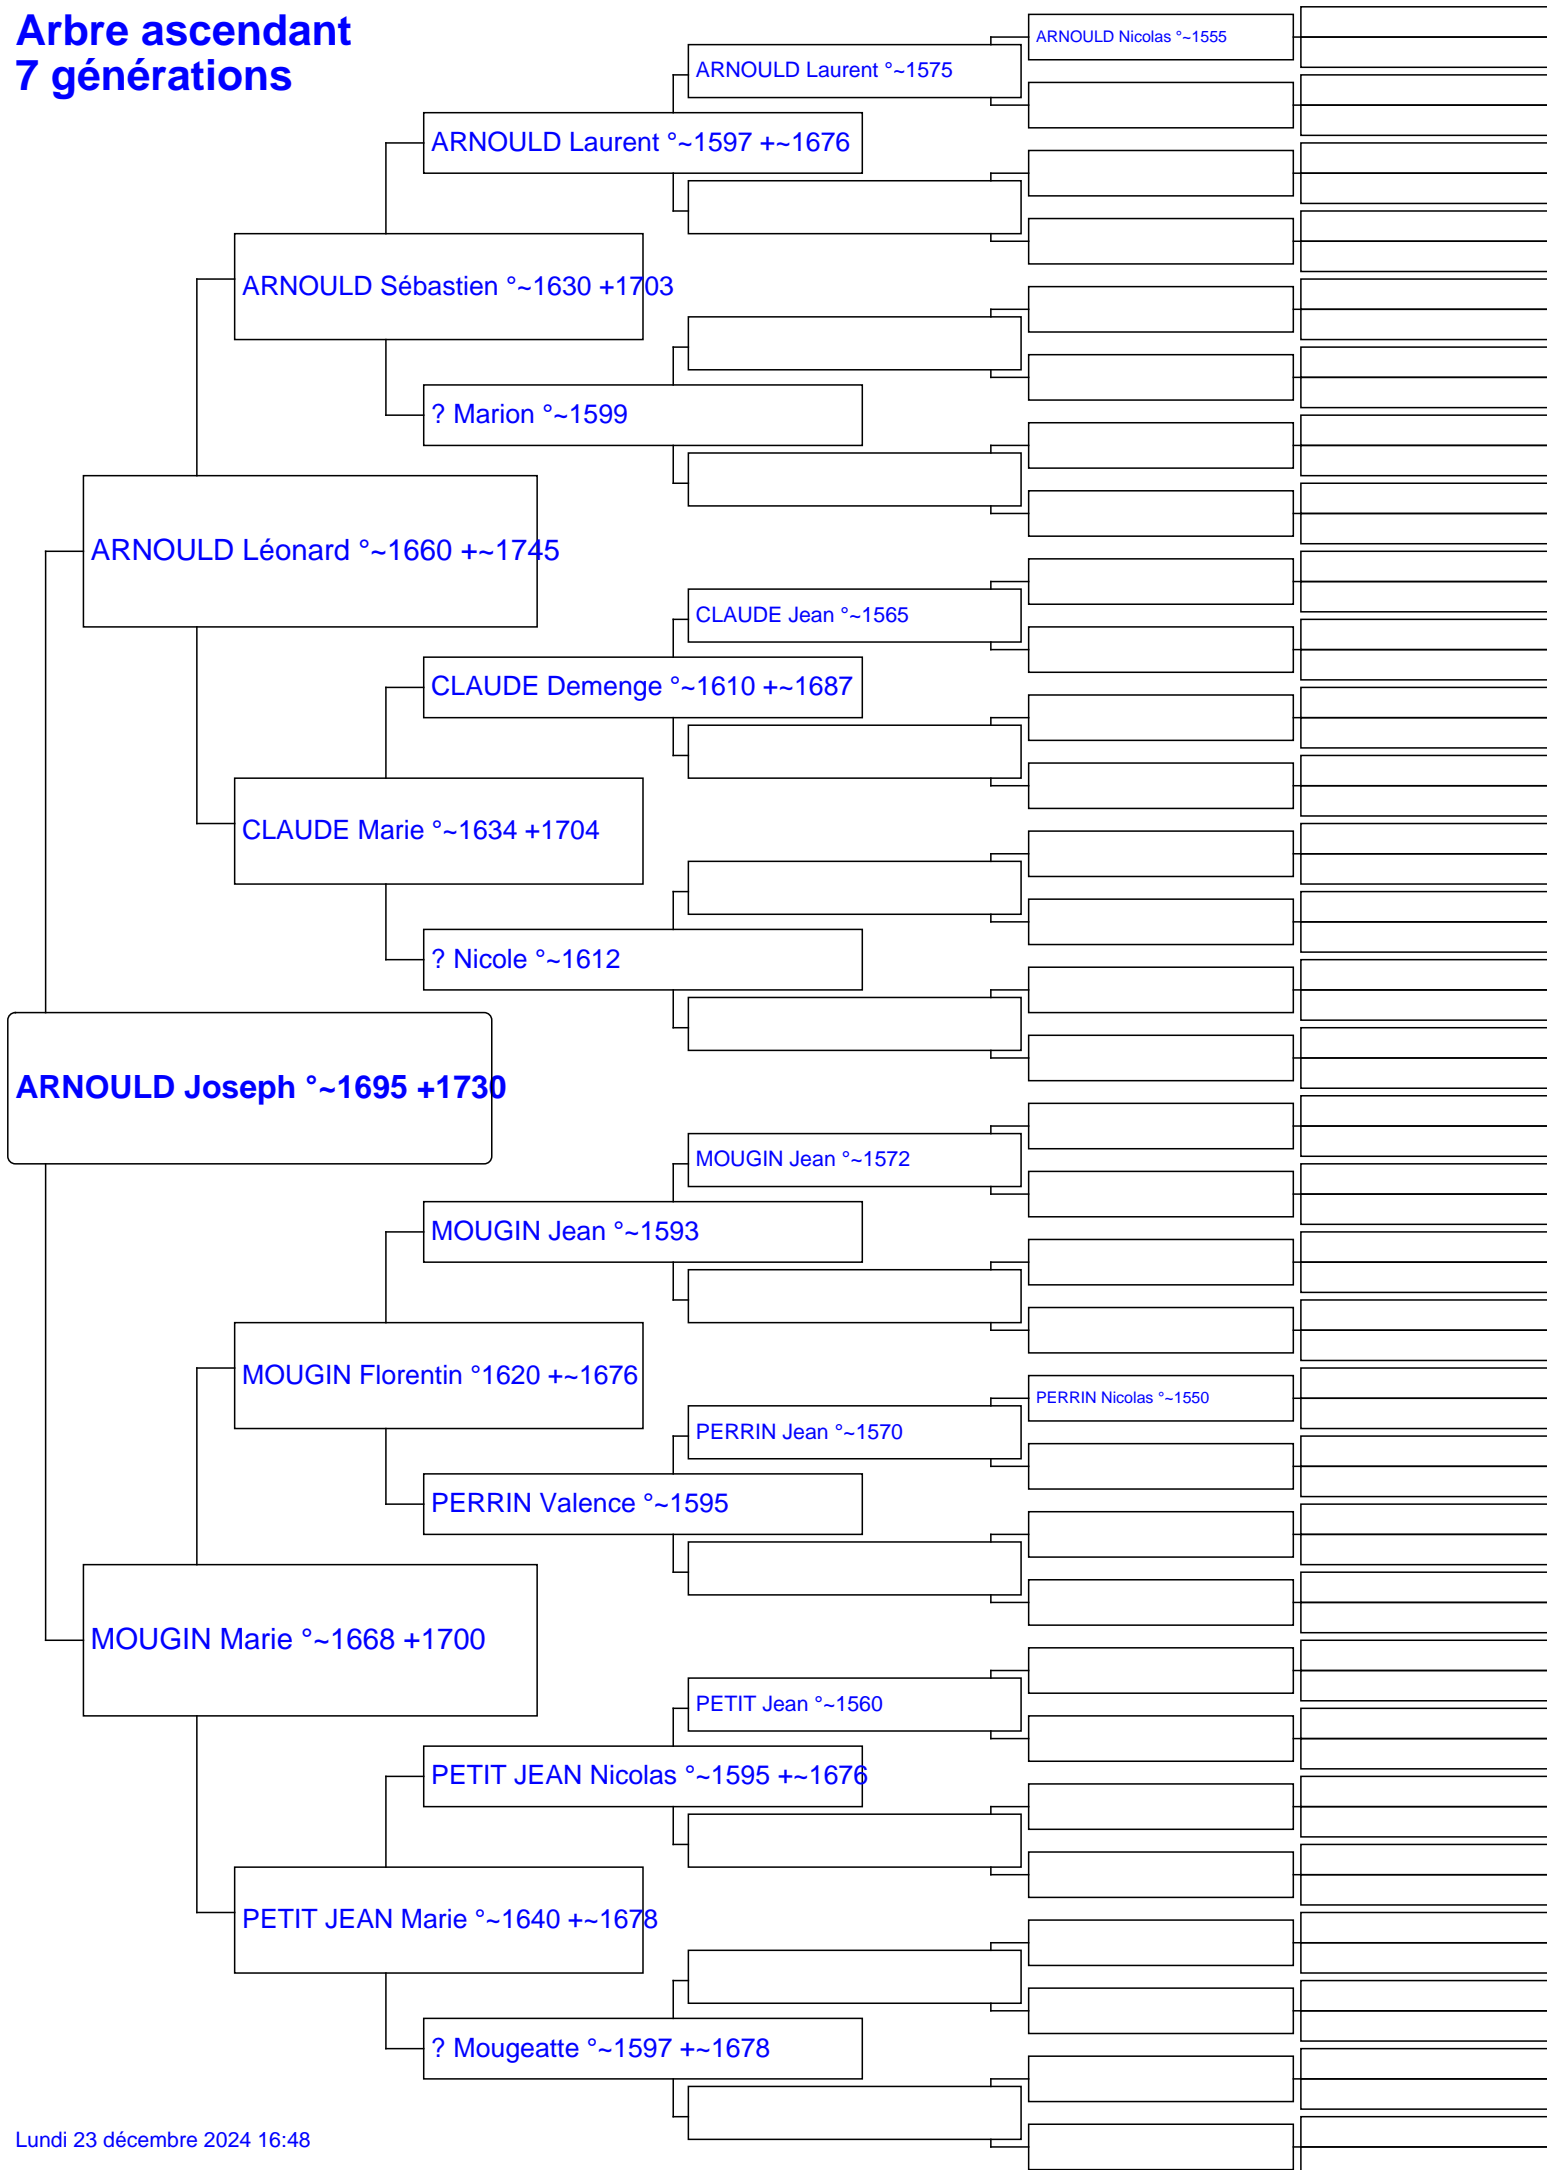 Arbre ascendant
7 générations
ARNOULD Nicolas °~1555
ARNOULD Laurent °~1575
ARNOULD Laurent °~1597 +~1676
ARNOULD Sébastien °~1630 +1703
? Marion °~1599
ARNOULD Léonard °~1660 +~1745
CLAUDE Jean °~1565
CLAUDE Demenge °~1610 +~1687
CLAUDE Marie °~1634 +1704
? Nicole °~1612
ARNOULD Joseph °~1695 +1730
MOUGIN Jean °~1572
MOUGIN Jean °~1593
MOUGIN Florentin °1620 +~1676
PERRIN Nicolas °~1550
PERRIN Jean °~1570
PERRIN Valence °~1595
MOUGIN Marie °~1668 +1700
PETIT Jean °~1560
PETIT JEAN Nicolas °~1595 +~1676
PETIT JEAN Marie °~1640 +~1678
? Mougeatte °~1597 +~1678
Lundi 23 décembre 2024 16:48